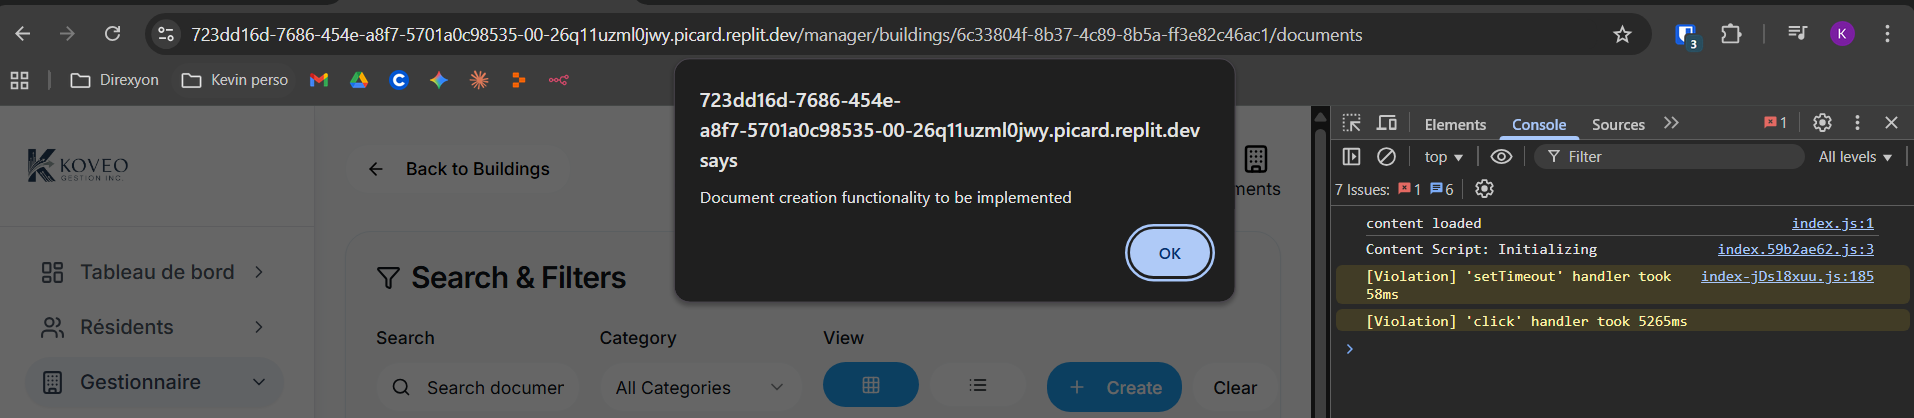 723dd16d-7686-454e-a8f7-5701a0c98535-00-26q11uzml0jwy.picard.replit.dev/manager/buildings/6c33804f-8b37-4c89-8b5a-ff3e82c46ac1/documents
3
K
Direxyon
Kevin perso
723dd16d-7686-454e-
a8f7-5701a0c98535-00-26q11uzml0jwy.picard.replit.dev
says
Document creation functionality to be implemented
OK
KOVEO
GESTION INC.
Tableau de bord
Résidents
Gestionnaire
Back to Buildings
ments
Search & Filters
Search
Category
View
Search documen
All Categories
Create
Clear
Elements
Console
Sources
1
top
Filter
All levels
7 Issues: 1 6
content loaded index.js:1
Content Script: Initializing index.59b2ae62.js:3
[Violation] 'setTimeout' handler took index-jDsl8xuu.js:185
58ms
[Violation] 'click' handler took 5265ms